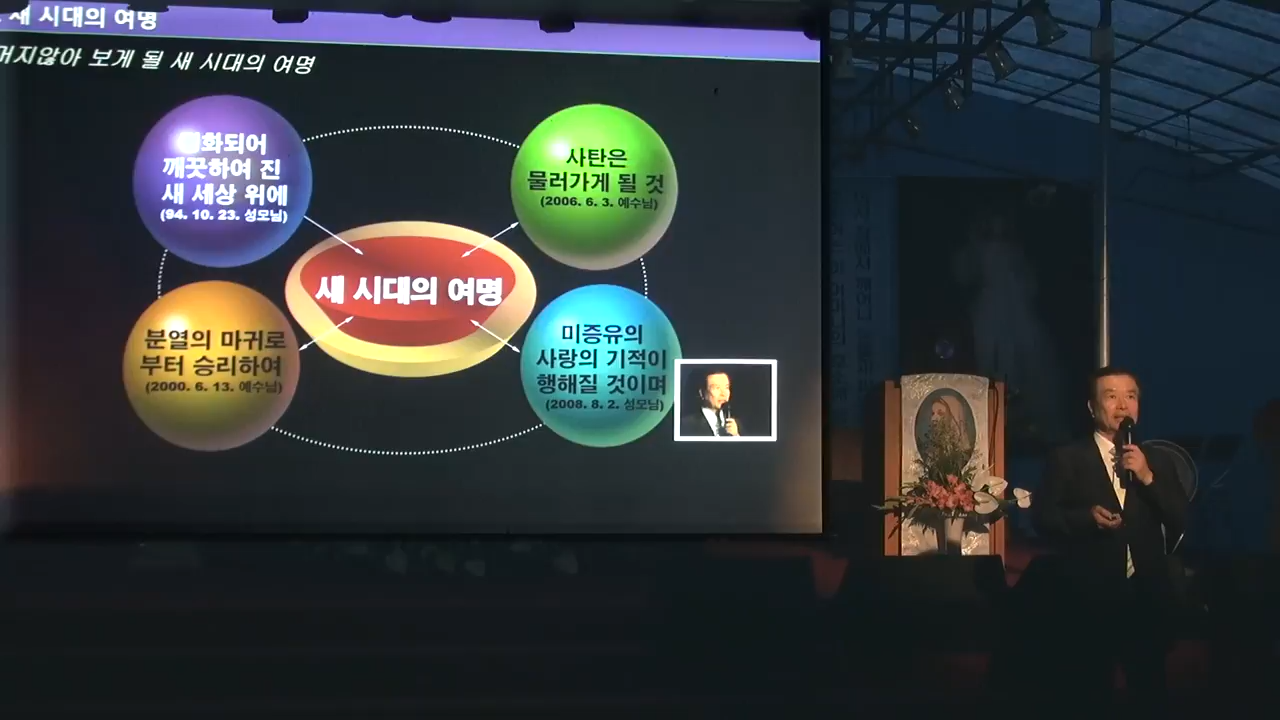 새 시대의 여명
머지않아 보게 될 새 시대의 여명
화되어
깨끗하여 진
새 세상 위에
(94. 10. 23. 성모님)
사탄은
물러가게 될 것
(2006. 6. 3. 예수님)
새 시대의 여명
분열의 마귀로
부터 승리하여
(2000. 6. 13. 예수님)
미증유의
사랑의 기적이
행해질 것이며
(2008. 8. 2. 성모님)